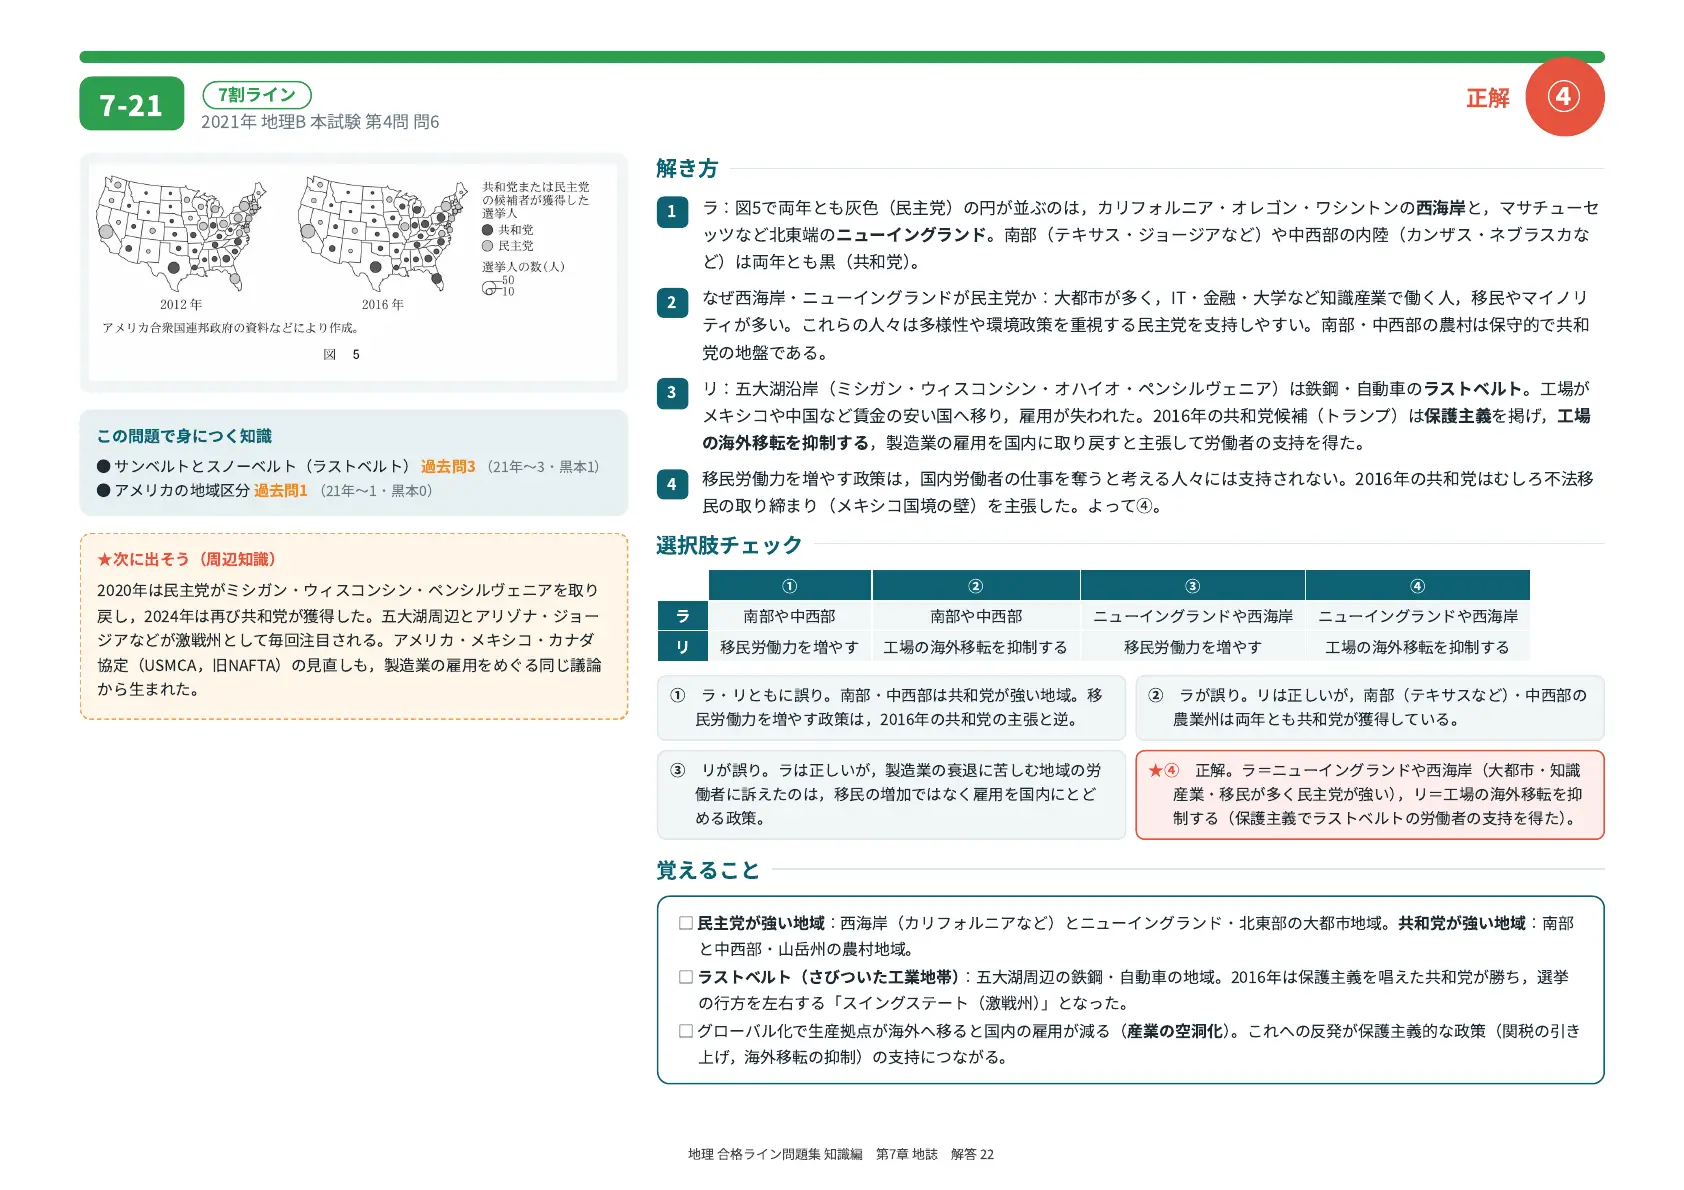 7-21
7割ライン
2021年 地理B 本試験 第4問 問6
正解
④
共和党または民主党
の候補者が獲得した
選挙人
共和党
民主党
選挙人の数(人)
50
10
2012 年
2016 年
アメリカ合衆国連邦政府の資料などにより作成。
図 5
この問題で身につく知識
● サンベルトとスノーベルト（ラストベルト） 過去問3 （21年〜3・黒本1）
● アメリカの地域区分 過去問1 （21年〜1・黒本0）
★次に出そう（周辺知識）
2020年は民主党がミシガン・ウィスコンシン・ペンシルヴェニアを取り
戻し，2024年は再び共和党が獲得した。五大湖周辺とアリゾナ・ジョー
ジアなどが激戦州として毎回注目される。アメリカ・メキシコ・カナダ
協定（USMCA，旧NAFTA）の見直しも，製造業の雇用をめぐる同じ議論
から生まれた。
解き方
1
ラ：図5で両年とも灰色（民主党）の円が並ぶのは，カリフォルニア・オレゴン・ワシントンの西海岸と，マサチューセ
ッツなど北東端のニューイングランド。南部（テキサス・ジョージアなど）や中西部の内陸（カンザス・ネブラスカな
ど）は両年とも黒（共和党）。
2
なぜ西海岸・ニューイングランドが民主党か：大都市が多く，IT・金融・大学など知識産業で働く人，移民やマイノリ
ティが多い。これらの人々は多様性や環境政策を重視する民主党を支持しやすい。南部・中西部の農村は保守的で共和
党の地盤である。
3
リ：五大湖沿岸（ミシガン・ウィスコンシン・オハイオ・ペンシルヴェニア）は鉄鋼・自動車のラストベルト。工場が
メキシコや中国など賃金の安い国へ移り，雇用が失われた。2016年の共和党候補（トランプ）は保護主義を掲げ，工場
の海外移転を抑制する，製造業の雇用を国内に取り戻すと主張して労働者の支持を得た。
4
移民労働力を増やす政策は，国内労働者の仕事を奪うと考える人々には支持されない。2016年の共和党はむしろ不法移
民の取り締まり（メキシコ国境の壁）を主張した。よって④。
選択肢チェック
① ② ③ ④
ラ 南部や中西部 南部や中西部 ニューイングランドや西海岸 ニューイングランドや西海岸
リ 移民労働力を増やす 工場の海外移転を抑制する 移民労働力を増やす 工場の海外移転を抑制する
① ラ・リともに誤り。南部・中西部は共和党が強い地域。移
民労働力を増やす政策は，2016年の共和党の主張と逆。
② ラが誤り。リは正しいが，南部（テキサスなど）・中西部の
農業州は両年とも共和党が獲得している。
③ リが誤り。ラは正しいが，製造業の衰退に苦しむ地域の労
働者に訴えたのは，移民の増加ではなく雇用を国内にとど
める政策。
★④ 正解。ラ＝ニューイングランドや西海岸（大都市・知識
産業・移民が多く民主党が強い），リ＝工場の海外移転を抑
制する（保護主義でラストベルトの労働者の支持を得た）。
覚えること
□ 民主党が強い地域：西海岸（カリフォルニアなど）とニューイングランド・北東部の大都市地域。共和党が強い地域：南部
と中西部・山岳州の農村地域。
□ ラストベルト（さびついた工業地帯）：五大湖周辺の鉄鋼・自動車の地域。2016年は保護主義を唱えた共和党が勝ち，選挙
の行方を左右する「スイングステート（激戦州）」となった。
□ グローバル化で生産拠点が海外へ移ると国内の雇用が減る（産業の空洞化）。これへの反発が保護主義的な政策（関税の引き
上げ，海外移転の抑制）の支持につながる。
地理 合格ライン問題集 知識編 第7章 地誌 解答 22